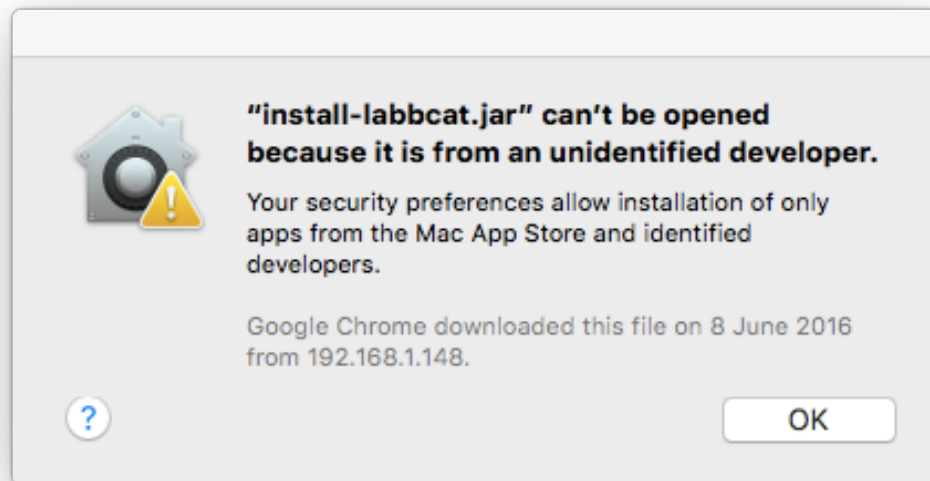 “install-labbcat.jar” can’t be opened
because it is from an unidentified developer.
Your security preferences allow installation of only
apps from the Mac App Store and identified
developers.
Google Chrome downloaded this file on 8 June 2016
from 192.168.1.148.
?
OK